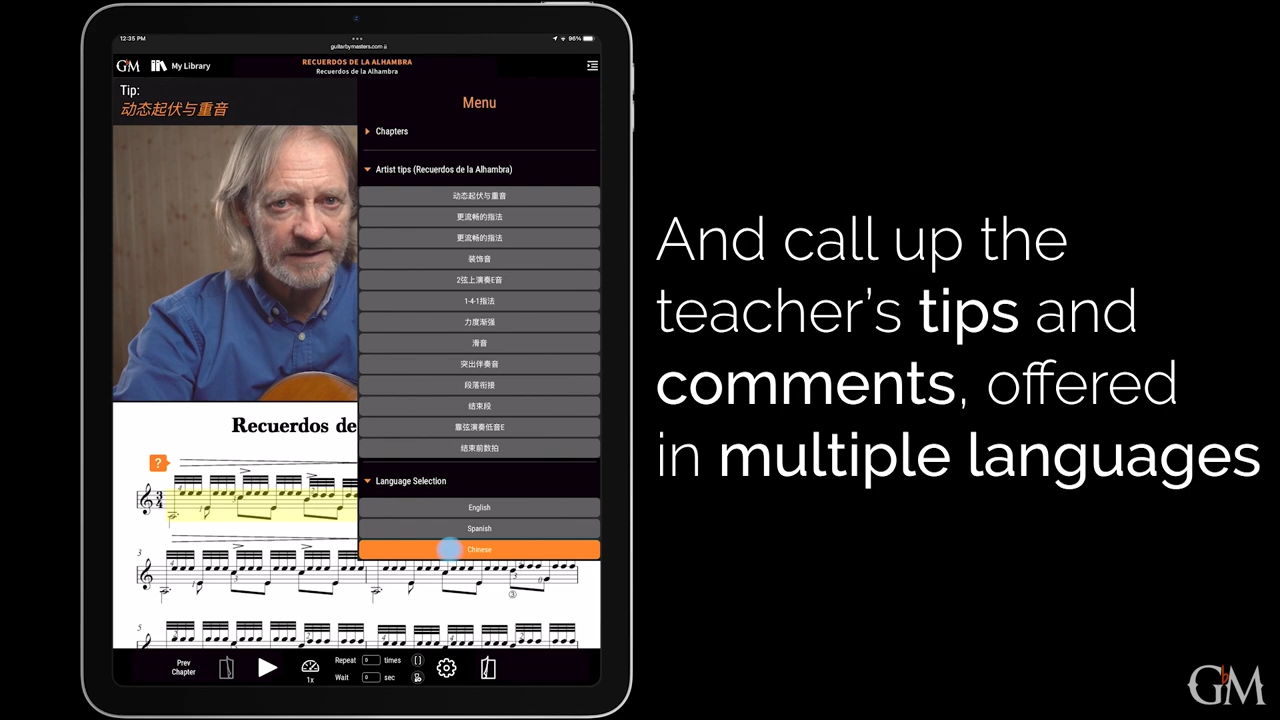 12:35 PM
guitarbymasters.com
96%
GbM
My Library
RECUERDOS DE LA ALHAMBRA
Recuerdos de la Alhambra
Tip:
动态起伏与重音
Menu
Chapters
Artist tips (Recuerdos de la Alhambra)
动态起伏与重音
更流畅的指法
更流畅的指法
装饰音
2弦上演奏E音
1-4-1指法
力度渐强
滑音
突出伴奏音
段落衔接
结束段
靠弦演奏低音E
结束前数拍
Language Selection
English
Spanish
Chinese
Recuerdos de
?
3
5
Prev
Chapter
1x
Repeat 0 times [ ]
Wait 0 sec
And call up the
teacher's tips and
comments, offered
in multiple languages
GbM